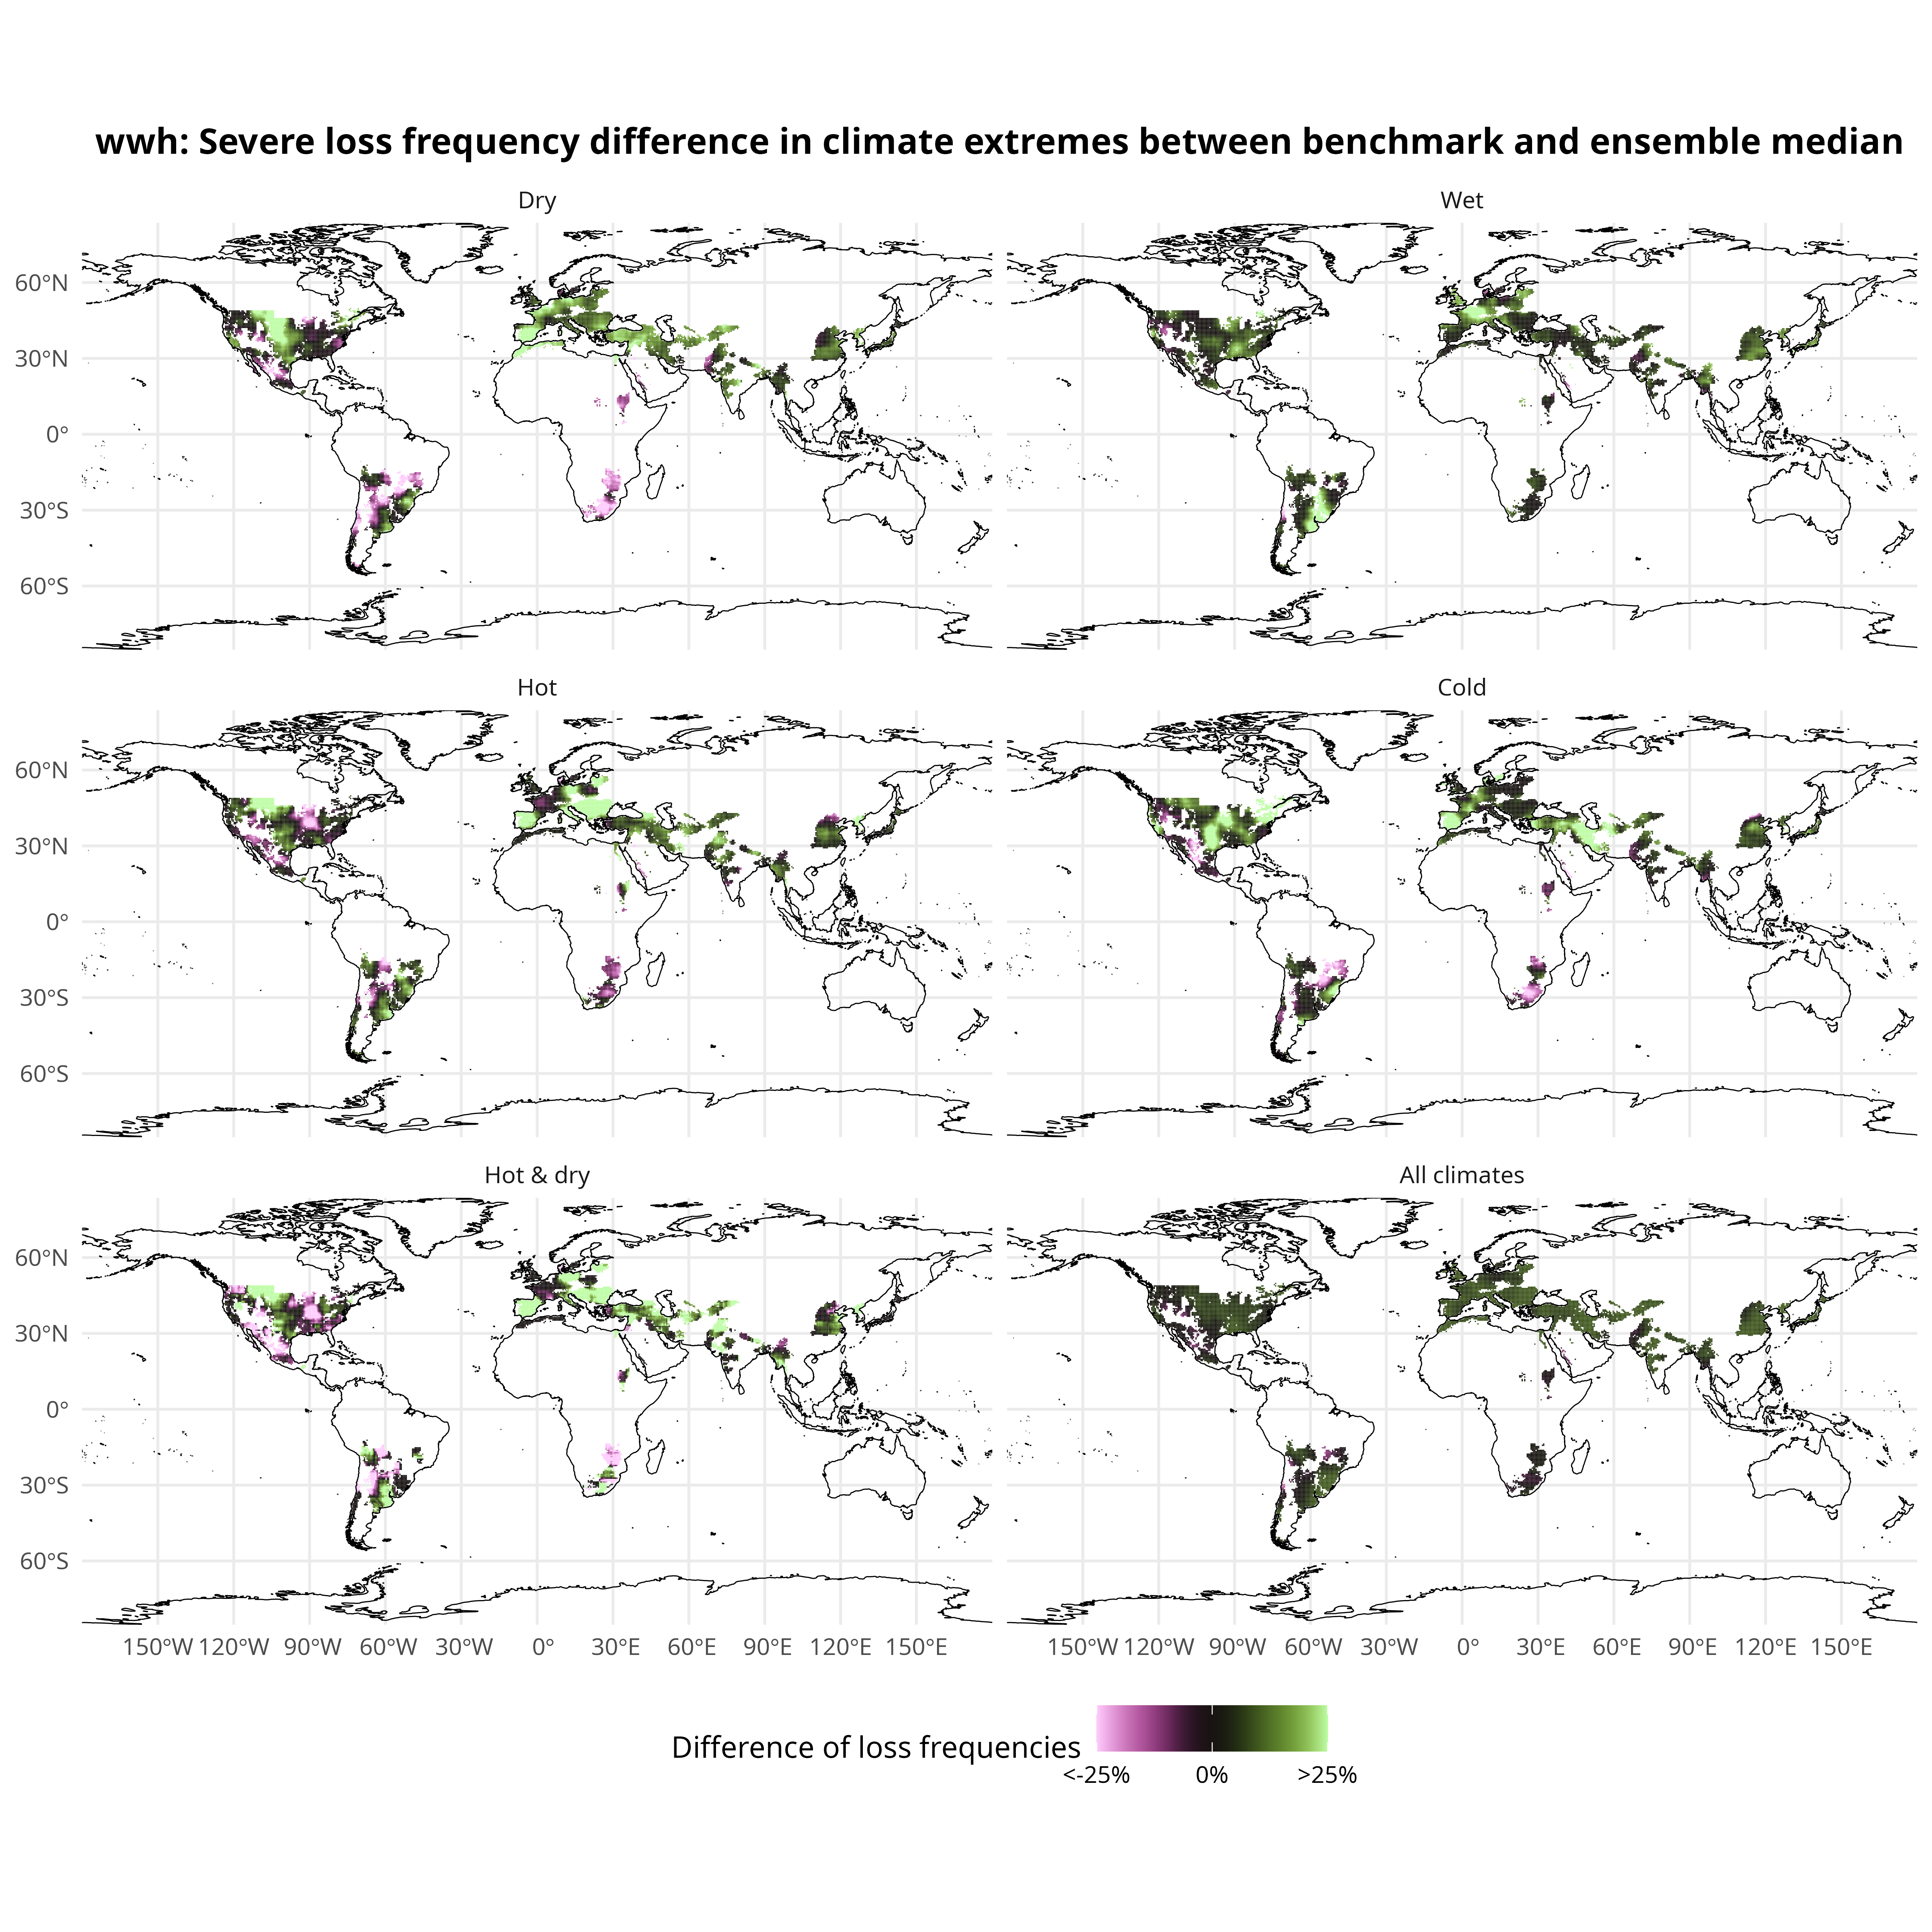 wwh: Severe loss frequency difference in climate extremes between benchmark and ensemble median
Dry
Wet
60°N
30°N
0°
30°S
60°S
Hot
Cold
60°N
30°N
0°
30°S
60°S
Hot & dry
All climates
60°N
30°N
0°
30°S
60°S
150°W 120°W 90°W 60°W 30°W 0° 30°E 60°E 90°E 120°E 150°E
150°W 120°W 90°W 60°W 30°W 0° 30°E 60°E 90°E 120°E 150°E
Difference of loss frequencies
<-25% 0% >25%